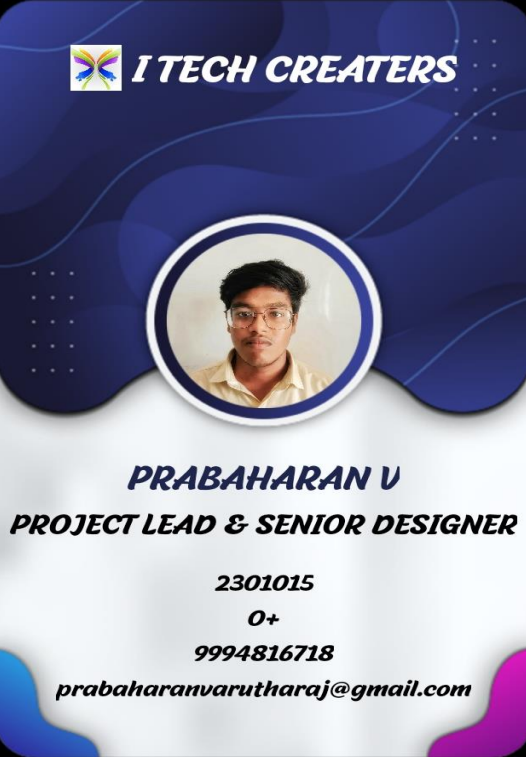 I TECH CREATERS
PRABAHARAN V
PROJECT LEAD & SENIOR DESIGNER
2301015
O+
9994816718
prabaharanvarutharaj@gmail.com